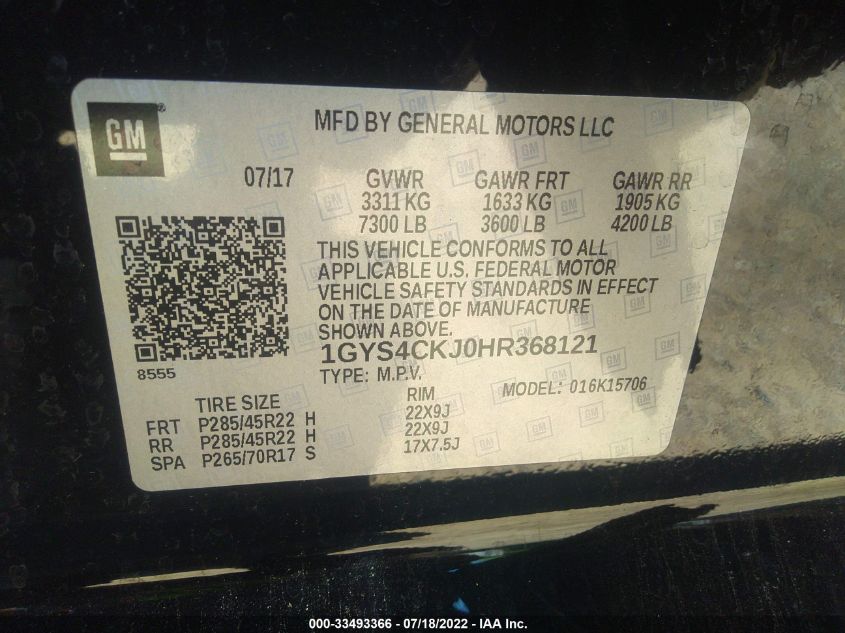 GM®
MFD BY GENERAL MOTORS LLC
07/17 GVWR GAWR FRT GAWR RR
3311 KG 1633 KG 1905 KG
7300 LB 3600 LB 4200 LB
THIS VEHICLE CONFORMS TO ALL
APPLICABLE U.S. FEDERAL MOTOR
VEHICLE SAFETY STANDARDS IN EFFECT
ON THE DATE OF MANUFACTURE
SHOWN ABOVE.
1GYS4CKJ0HR368121
8555
TYPE: M.P.V. MODEL: 016K15706
TIRE SIZE RIM
FRT P285/45R22 H 22X9J
RR P285/45R22 H 22X9J
SPA P265/70R17 S 17X7.5J
000-33493366 - 07/18/2022 - IAA Inc.